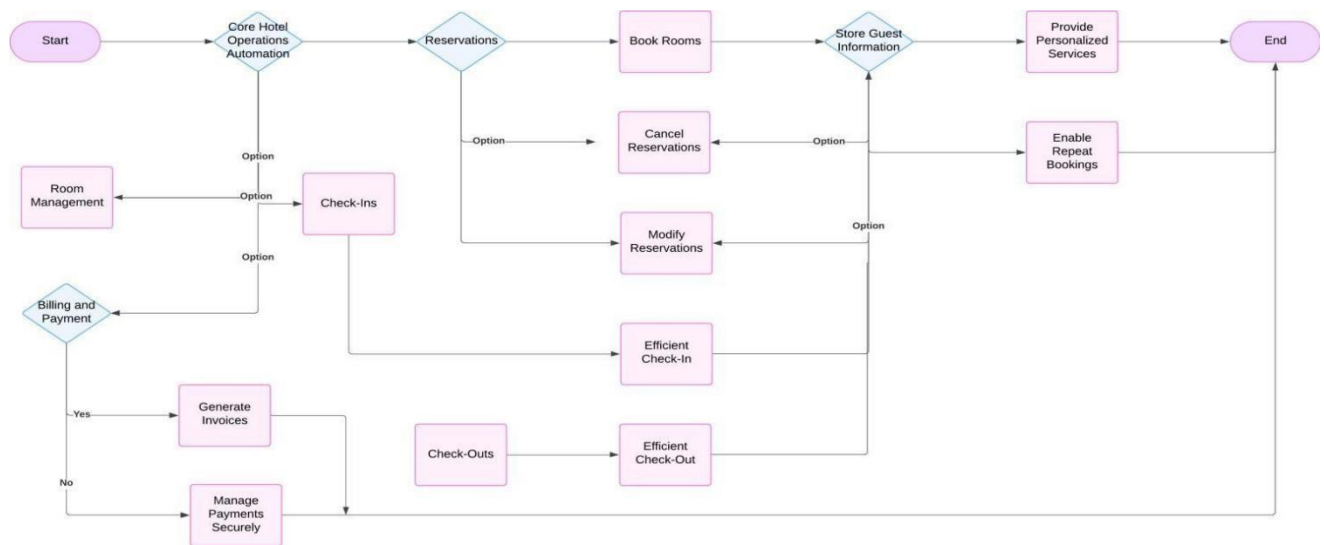 Start
Core Hotel
Operations
Automation
Reservations
Book Rooms
Store Guest
Information
Provide
Personalized
Services
End
Cancel
Reservations
Option
Option
Enable
Repeat
Bookings
Option
Room
Management
Option
Check-Ins
Option
Modify
Reservations
Option
Billing and
Payment
Efficient
Check-In
Yes
Generate
Invoices
Check-Outs
Efficient
Check-Out
No
Manage
Payments
Securely